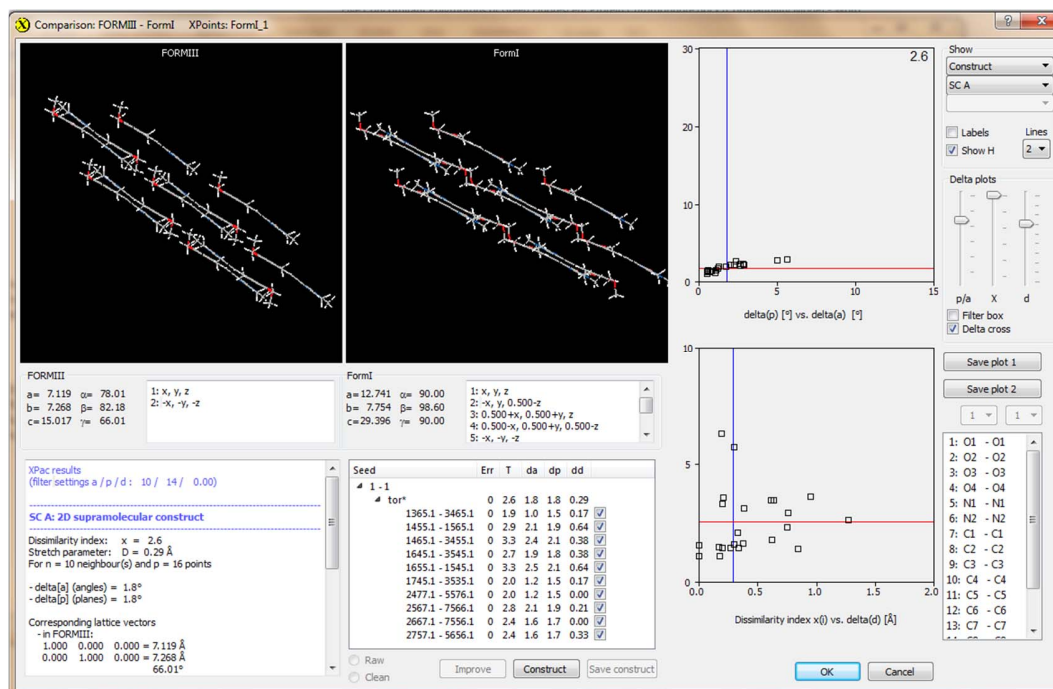 Comparison: FORMIII - FormI XPoints: FormI_1
FORMIII
FormI
FORMIII
a= 7.119 α= 78.01
b= 7.268 β= 82.18
c=15.017 γ= 66.01
1: x, y, z
2: -x, -y, -z
FormI
a=12.741 α= 90.00
b= 7.754 β= 98.60
c=29.396 γ= 90.00
1: x, y, z
2: -x, y, 0.500-z
3: 0.500+x, 0.500+y, z
4: 0.500-x, 0.500+y, 0.500-z
5: -x, -y, -z
XPac results
(filter settings a / p / d : 10 / 14 / 0.00)
SC A: 2D supramolecular construct
Dissimilarity index: x = 2.6
Stretch parameter: D = 0.29 Å
For n = 10 neighbour(s) and p = 16 points
- delta[a] (angles) = 1.8°
- delta[p] (planes) = 1.8°
Corresponding lattice vectors
- in FORMIII:
1.000 0.000 0.000 = 7.119 Å
0.000 1.000 0.000 = 7.268 Å
66.01°
Seed Err T da dp dd
1 - 1
tor* 0 2.6 1.8 1.8 0.29
1365.1 - 3465.1 0 1.9 1.0 1.5 0.17
1455.1 - 1565.1 0 2.9 2.1 1.9 0.64
1465.1 - 3455.1 0 3.3 2.4 2.1 0.38
1645.1 - 3545.1 0 2.7 1.9 1.8 0.38
1655.1 - 1545.1 0 3.3 2.5 2.1 0.64
1745.1 - 3535.1 0 2.0 1.2 1.5 0.17
2477.1 - 5576.1 0 2.0 1.2 1.5 0.00
2567.1 - 7566.1 0 2.8 2.1 1.9 0.21
2667.1 - 7556.1 0 2.4 1.6 1.7 0.00
2757.1 - 5656.1 0 2.4 1.6 1.7 0.33
Raw
Clean
Improve
Construct
Save construct
30
20
10
0
0
5
10
15
2.6
delta(p) [°] vs. delta(a) [°]
10
5
0
0.0
0.5
1.0
1.5
2.0
Dissimilarity index x(i) vs. delta(d) [Å]
OK
Cancel
Show
Construct
SC A
Labels
Lines
Show H
2
Delta plots
p/a X d
Filter box
Delta cross
Save plot 1
Save plot 2
1
1
1: O1 - O1
2: O2 - O2
3: O3 - O3
4: O4 - O4
5: N1 - N1
6: N2 - N2
7: C1 - C1
8: C2 - C2
9: C3 - C3
10: C4 - C4
11: C5 - C5
12: C6 - C6
13: C7 - C7